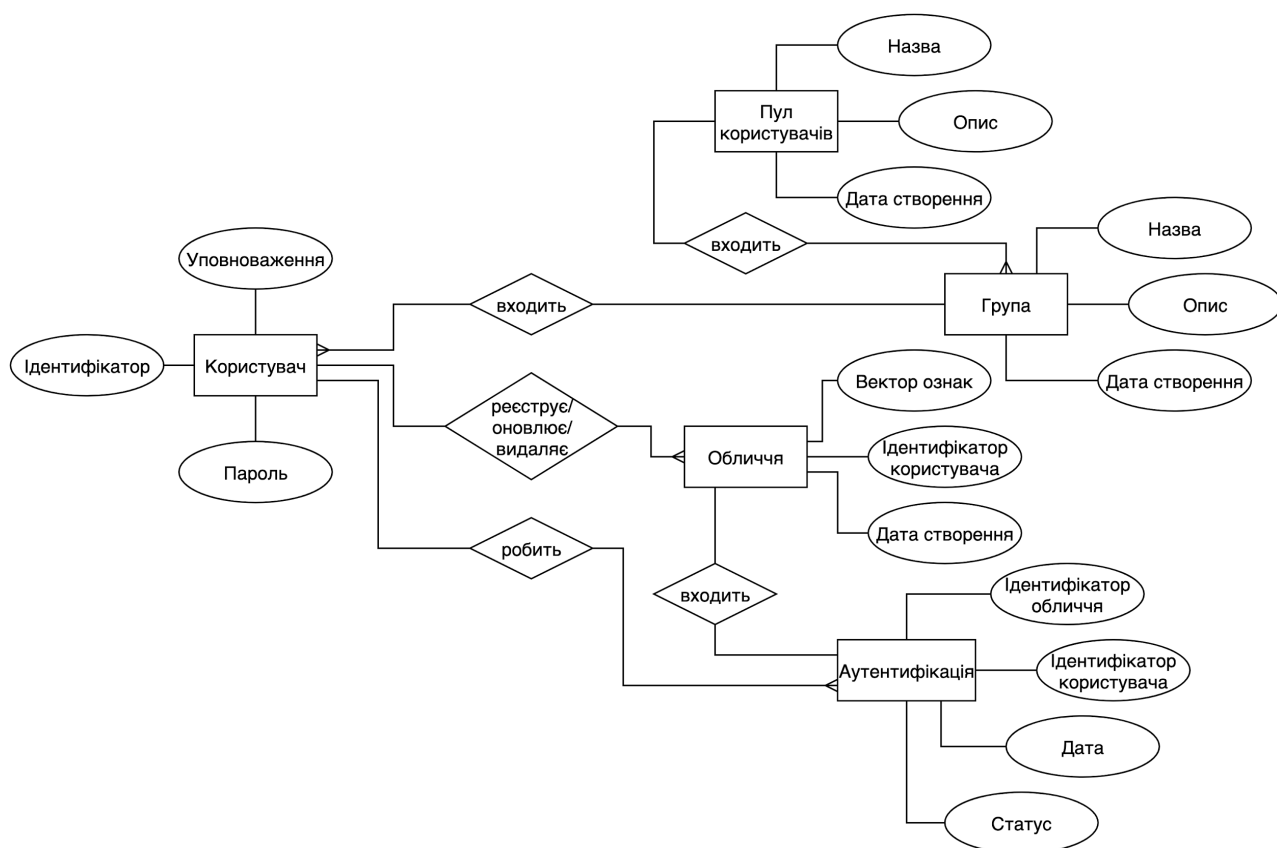 Назва
Пул
користувачів
Опис
Дата створення
входить
Назва
Уповноваження
входить
Група
Опис
Ідентифікатор
Користувач
Дата створення
Вектор ознак
реєструє/
оновлює/
видаляє
Обличчя
Ідентифікатор
користувача
Пароль
Дата створення
робить
входить
Ідентифікатор
обличчя
Аутентифікація
Ідентифікатор
користувача
Дата
Статус